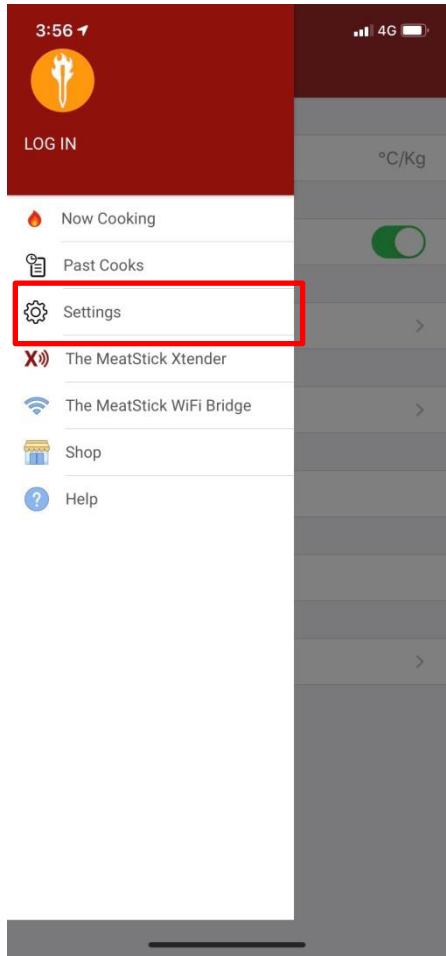 3:56
4G
LOG IN
°C/Kg
Now Cooking
Past Cooks
Settings
X
The MeatStick Xtender
The MeatStick WiFi Bridge
Shop
?
Help